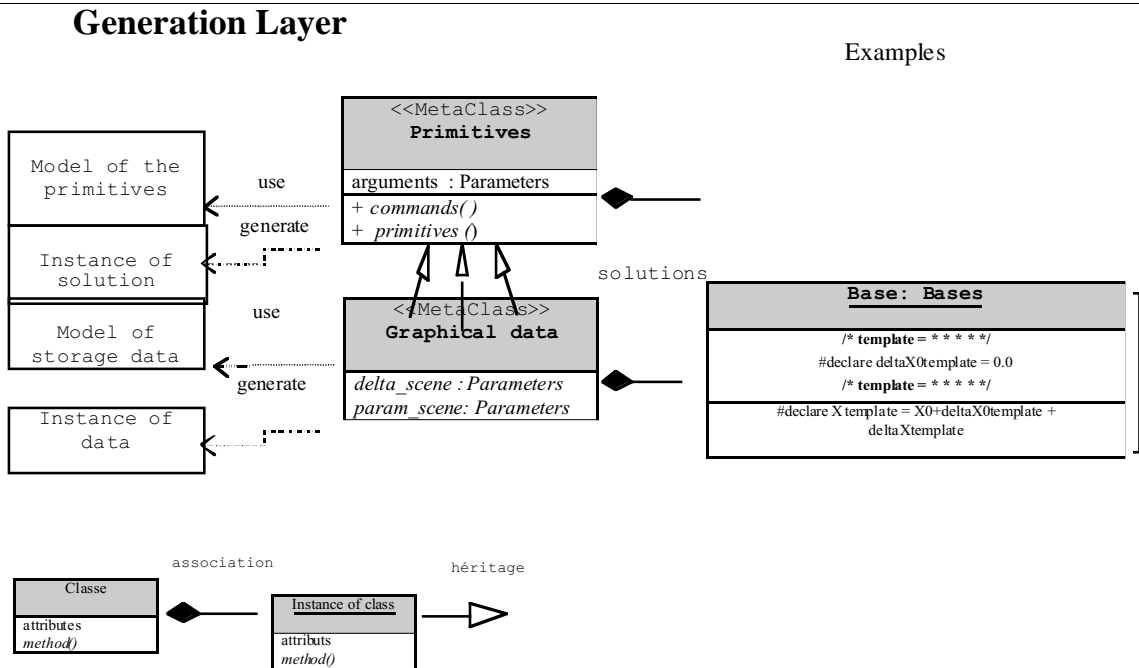 Generation Layer
Examples
<<MetaClass>>
Primitives
arguments : Parameters
+ commands()
+ primitives ()
Model of the
primitives
use
generate
Instance of
solution
Model of
storage data
use
generate
Instance of
data
<<MetaClass>>
Graphical data
delta_scene : Parameters
param_scene: Parameters
solutions
Base: Bases
/* template = * * * * */
#declare deltaX0template = 0.0
/* template = * * * * */
#declare X template = X0+deltaX0template +
deltaXtemplate
association
héritage
Classe
attributes
method()
Instance of class
attributs
method()